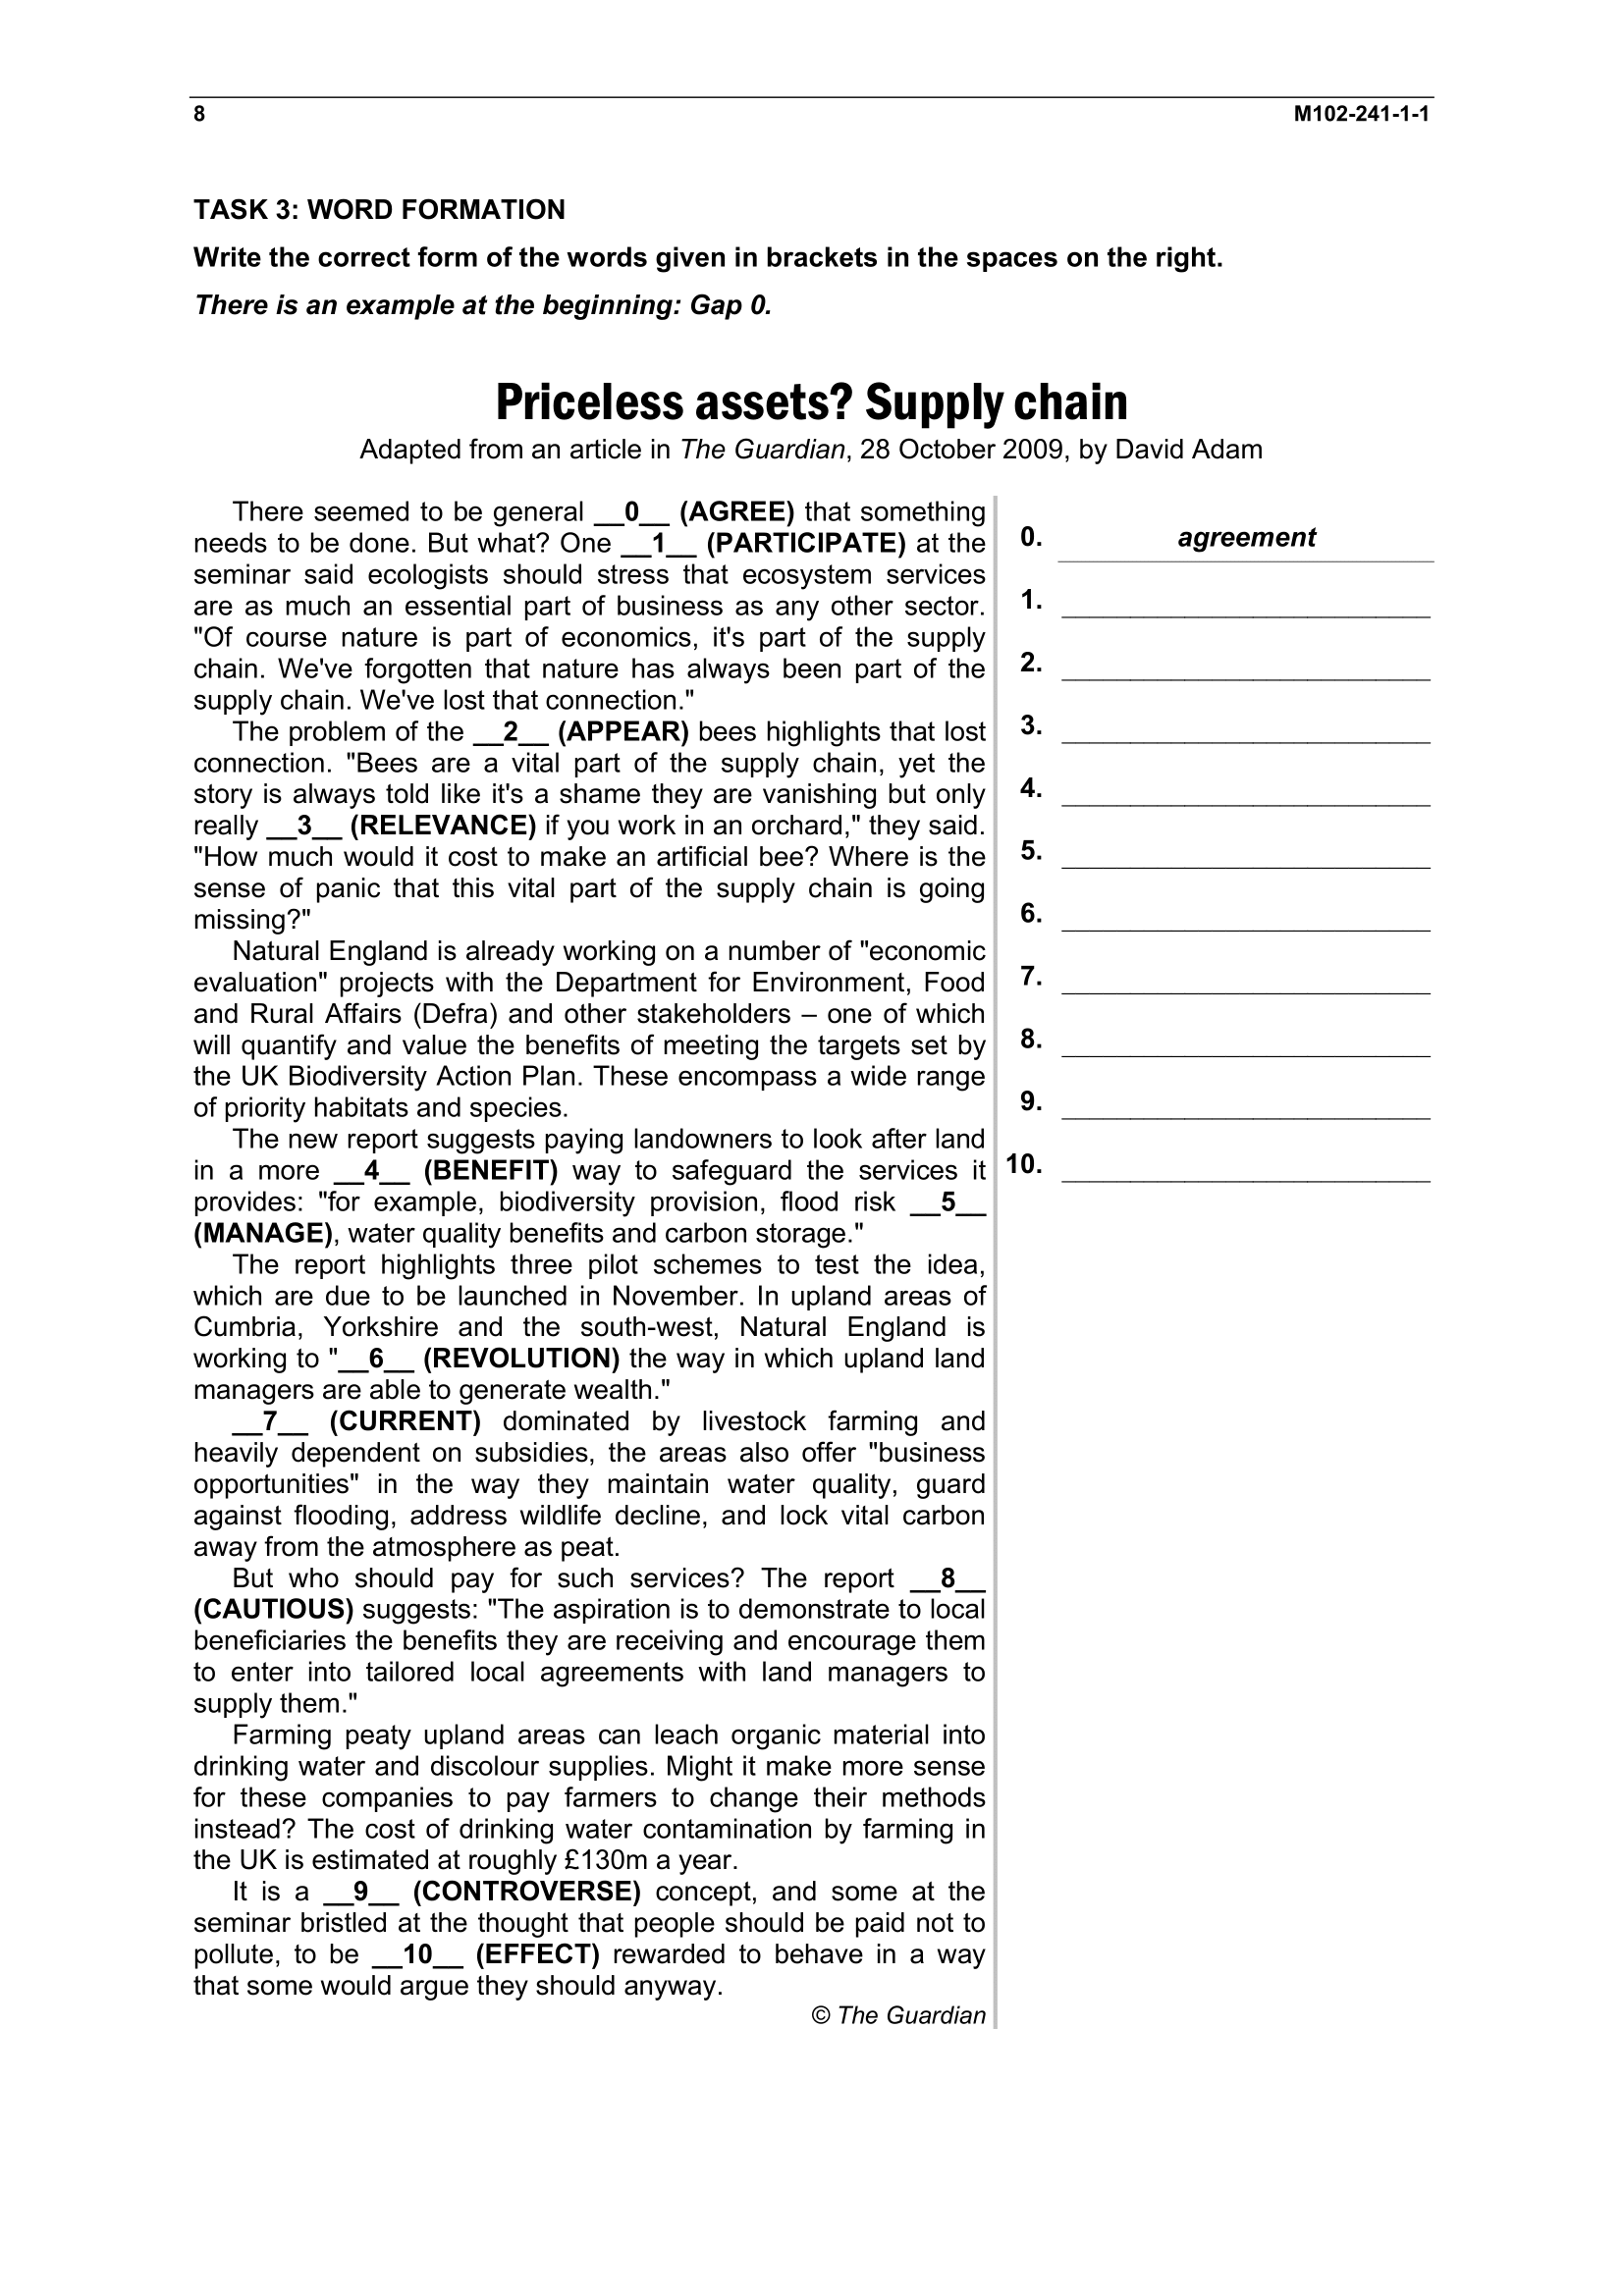 8
M102-241-1-1
TASK 3: WORD FORMATION
Write the correct form of the words given in brackets in the spaces on the right.
There is an example at the beginning: Gap 0.
Priceless assets? Supply chain
Adapted from an article in The Guardian, 28 October 2009, by David Adam
There seemed to be general __0__ (AGREE) that something
needs to be done. But what? One __1__ (PARTICIPATE) at the
seminar said ecologists should stress that ecosystem services
are as much an essential part of business as any other sector.
"Of course nature is part of economics, it's part of the supply
chain. We've forgotten that nature has always been part of the
supply chain. We've lost that connection."
The problem of the __2__ (APPEAR) bees highlights that lost
connection. "Bees are a vital part of the supply chain, yet the
story is always told like it's a shame they are vanishing but only
really __3__ (RELEVANCE) if you work in an orchard," they said.
"How much would it cost to make an artificial bee? Where is the
sense of panic that this vital part of the supply chain is going
missing?"
Natural England is already working on a number of "economic
evaluation" projects with the Department for Environment, Food
and Rural Affairs (Defra) and other stakeholders – one of which
will quantify and value the benefits of meeting the targets set by
the UK Biodiversity Action Plan. These encompass a wide range
of priority habitats and species.
The new report suggests paying landowners to look after land
in a more __4__ (BENEFIT) way to safeguard the services it
provides: "for example, biodiversity provision, flood risk __5__
(MANAGE), water quality benefits and carbon storage."
The report highlights three pilot schemes to test the idea,
which are due to be launched in November. In upland areas of
Cumbria, Yorkshire and the south-west, Natural England is
working to "__6__ (REVOLUTION) the way in which upland land
managers are able to generate wealth."
__7__ (CURRENT) dominated by livestock farming and
heavily dependent on subsidies, the areas also offer "business
opportunities" in the way they maintain water quality, guard
against flooding, address wildlife decline, and lock vital carbon
away from the atmosphere as peat.
But who should pay for such services? The report __8__
(CAUTIOUS) suggests: "The aspiration is to demonstrate to local
beneficiaries the benefits they are receiving and encourage them
to enter into tailored local agreements with land managers to
supply them."
Farming peaty upland areas can leach organic material into
drinking water and discolour supplies. Might it make more sense
for these companies to pay farmers to change their methods
instead? The cost of drinking water contamination by farming in
the UK is estimated at roughly £130m a year.
It is a __9__ (CONTROVERSE) concept, and some at the
seminar bristled at the thought that people should be paid not to
pollute, to be __10__ (EFFECT) rewarded to behave in a way
that some would argue they should anyway.
© The Guardian
0. agreement
1.
2.
3.
4.
5.
6.
7.
8.
9.
10.